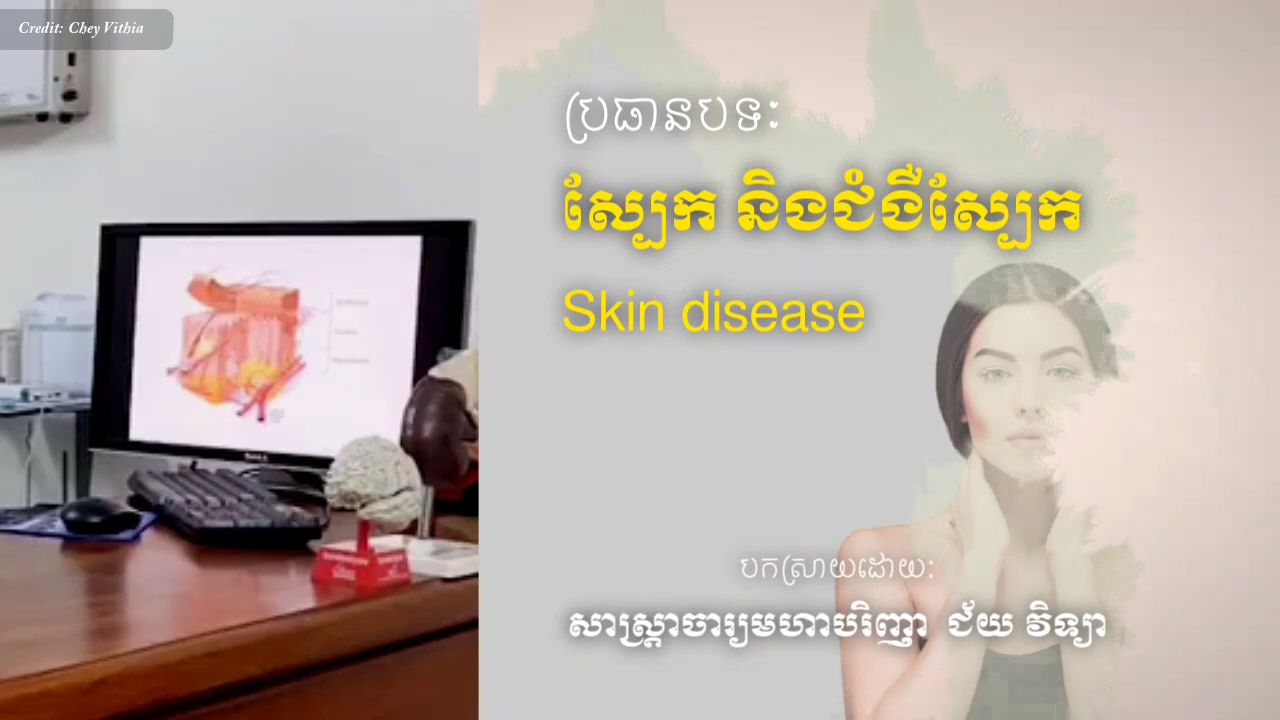 Credit: Chey Vithia
ប្រធានបទ:
ស្បែក និងជំងឺស្បែក
Skin disease
បកស្រាយដោយ:
សាស្ត្រាចារ្យមហាបរិញ្ញា ជ័យ វិទ្យា